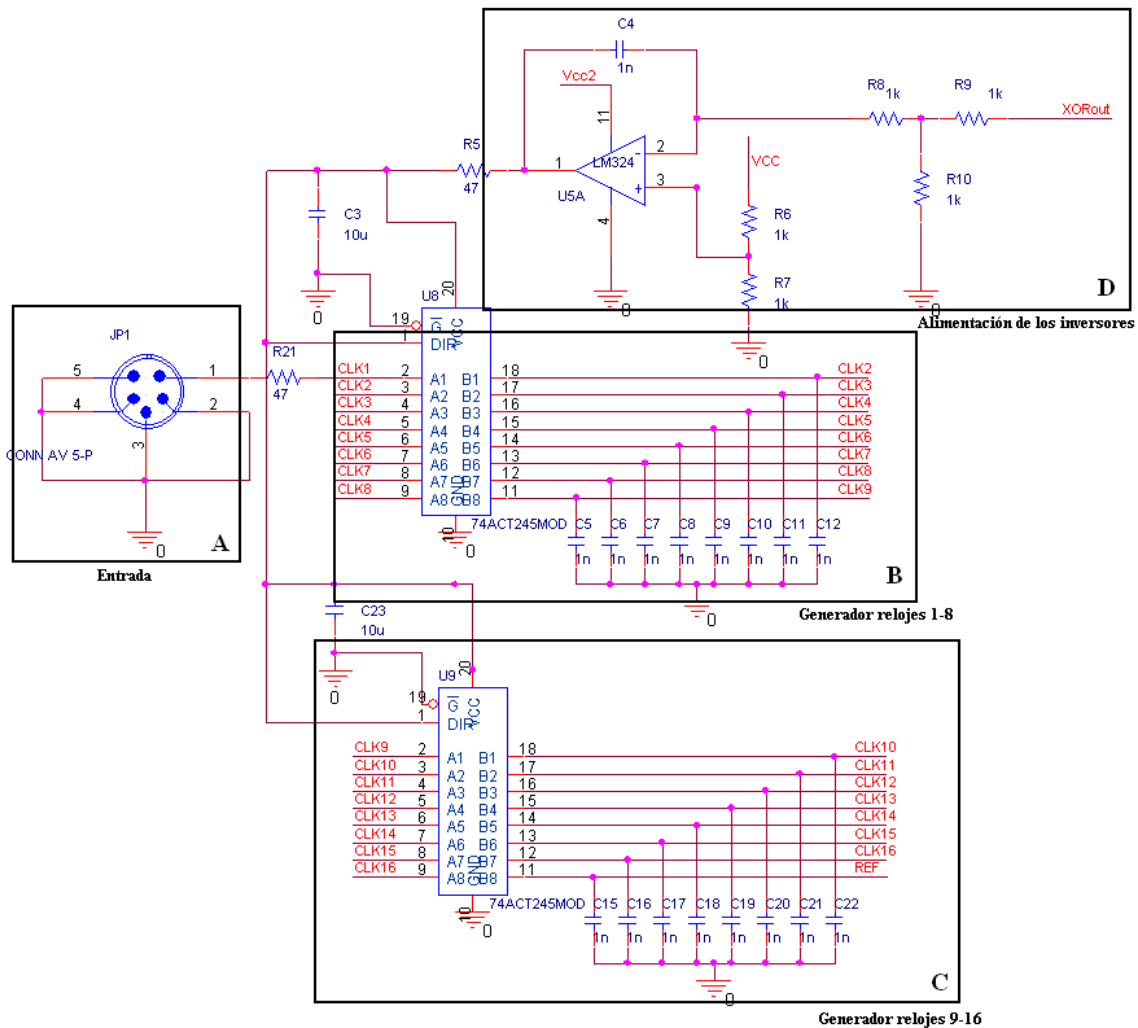 C4
1n
Vcc2
11
R8
1k
R9
1k
XORout
R5
47
1
LM324
2
3
U5A
4
0
VCC
R6
1k
R7
1k
0
R10
1k
0
D
Alimentación de los inversores
C3
10u
0
JP1
5
4
1
2
3
CONN AV 5-P
0
A
Entrada
R21
47
U8
20
19
1
G
DIR
VCC
CLK1 2 A1 B1 18 CLK2
CLK2 3 A2 B2 17 CLK3
CLK3 4 A3 B3 16 CLK4
CLK4 5 A4 B4 15 CLK5
CLK5 6 A5 B5 14 CLK6
CLK6 7 A6 B6 13 CLK7
CLK7 8 A7 B7 12 CLK8
CLK8 9 A8 B8 11 CLK9
GND
10
0
74ACT245MOD
C5 C6 C7 C8 C9 C10 C11 C12
1n 1n 1n 1n 1n 1n 1n 1n
0
B
Generador relojes 1-8
C23
10u
0
U9
20
19
1
G
DIR
VCC
CLK9 2 A1 B1 18 CLK10
CLK10 3 A2 B2 17 CLK11
CLK11 4 A3 B3 16 CLK12
CLK12 5 A4 B4 15 CLK13
CLK13 6 A5 B5 14 CLK14
CLK14 7 A6 B6 13 CLK15
CLK15 8 A7 B7 12 CLK16
CLK16 9 A8 B8 11 REF
GND
10
0
74ACT245MOD
C15 C16 C17 C18 C19 C20 C21 C22
1n 1n 1n 1n 1n 1n 1n 1n
0
C
Generador relojes 9-16